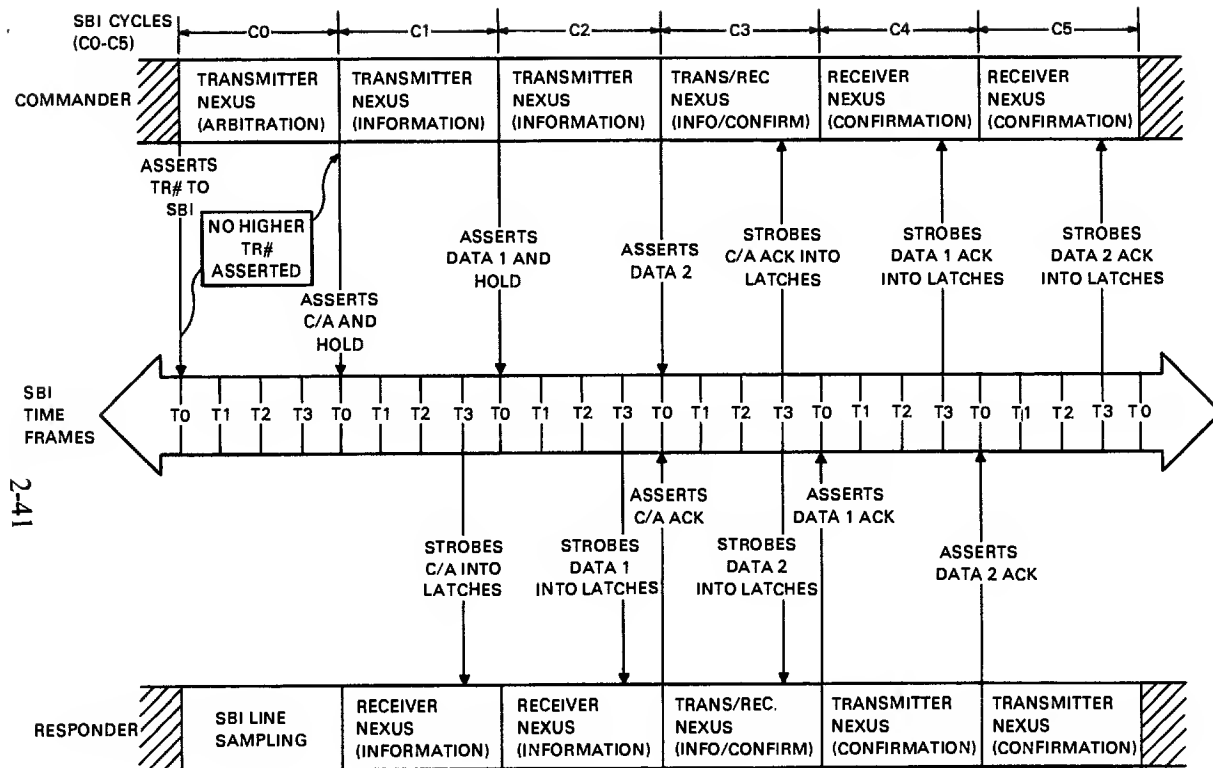 SBI CYCLES
(C0-C5)
C0
C1
C2
C3
C4
C5
COMMANDER
TRANSMITTER
NEXUS
(ARBITRATION)
TRANSMITTER
NEXUS
(INFORMATION)
TRANSMITTER
NEXUS
(INFORMATION)
TRANS/REC
NEXUS
(INFO/CONFIRM)
RECEIVER
NEXUS
(CONFIRMATION)
RECEIVER
NEXUS
(CONFIRMATION)
ASSERTS
TR# TO
SBI
NO HIGHER
TR#
ASSERTED
ASSERTS
C/A AND
HOLD
ASSERTS
DATA 1 AND
HOLD
ASSERTS
DATA 2
STROBES
C/A ACK INTO
LATCHES
STROBES
DATA 1 ACK
INTO LATCHES
STROBES
DATA 2 ACK
INTO LATCHES
SBI
TIME
FRAMES
T0 T1 T2 T3 T0 T1 T2 T3 T0 T1 T2 T3 T0 T1 T2 T3 T0 T1 T2 T3 T0 T1 T2 T3 T0
2-41
STROBES
C/A INTO
LATCHES
STROBES
DATA 1
INTO LATCHES
ASSERTS
C/A ACK
STROBES
DATA 2
INTO LATCHES
ASSERTS
DATA 1 ACK
ASSERTS
DATA 2 ACK
RESPONDER
SBI LINE
SAMPLING
RECEIVER
NEXUS
(INFORMATION)
RECEIVER
NEXUS
(INFORMATION)
TRANS/REC.
NEXUS
(INFO/CONFIRM)
TRANSMITTER
NEXUS
(CONFIRMATION)
TRANSMITTER
NEXUS
(CONFIRMATION)